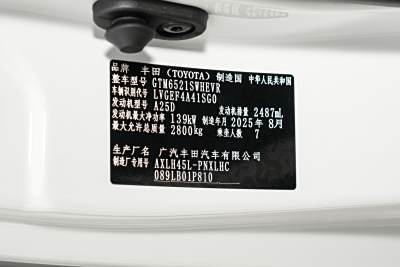 品牌 丰田(TOYOTA) 制造国 中华人民共和国
整车型号 GTM6521SWHEVR
车辆识别代号 LVGEF4A41SG0
发动机型号 A25D 发动机排量 2487mL
发动机最大净功率 139kW 制造年月 2025年8月
最大允许总质量 2800kg 乘坐人数 7
生产厂名 广汽丰田汽车有限公司
制造厂专用号 AXLH45L-PNXLHC
089LB01P810